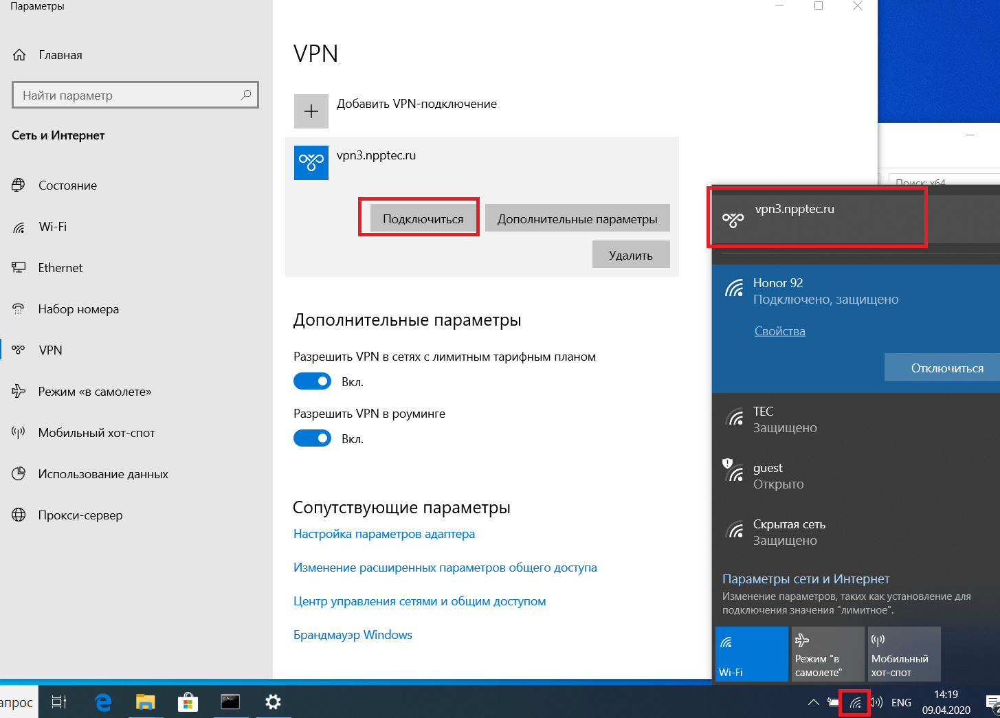 Параметры
Главная
Найти параметр
Сеть и Интернет
Состояние
Wi-Fi
Ethernet
Набор номера
VPN
Режим «в самолете»
Мобильный хот-спот
Использование данных
Прокси-сервер
VPN
Добавить VPN-подключение
vpn3.npptec.ru
Подключиться
Дополнительные параметры
Удалить
Дополнительные параметры
Разрешить VPN в сетях с лимитным тарифным планом
Вкл.
Разрешить VPN в роуминге
Вкл.
Сопутствующие параметры
Настройка параметров адаптера
Изменение расширенных параметров общего доступа
Центр управления сетями и общим доступом
Брандмауэр Windows
Поиск: x64
vpn3.npptec.ru
Honor 92
Подключено, защищено
Свойства
Отключиться
TEC
Защищено
guest
Открыто
Скрытая сеть
Защищено
Параметры сети и Интернет
Изменение параметров, таких как установление для
подключения значения "лимитное".
Wi-Fi
Режим "в
самолете"
Мобильный
хот-спот
апрос
ENG
14:19
09.04.2020
2